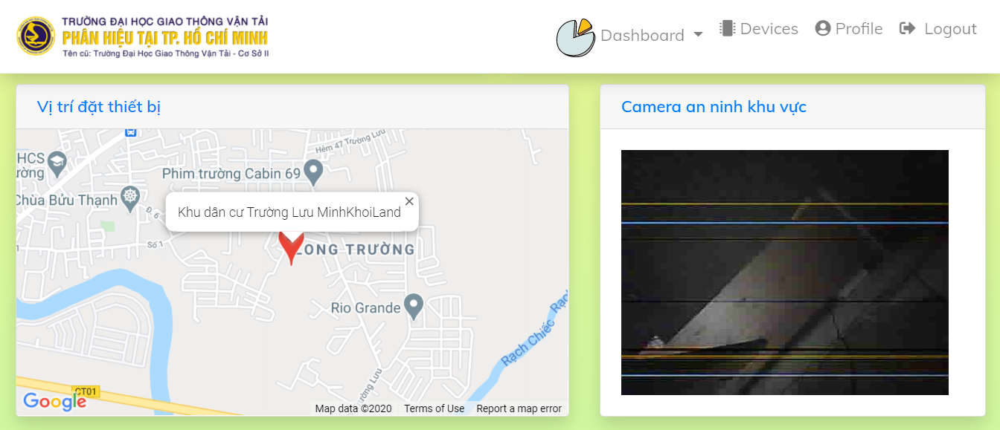 TRƯỜNG ĐẠI HỌC GIAO THÔNG VẬN TẢI
PHÂN HIỆU TẠI TP. HỒ CHÍ MINH
Tên cũ: Trường Đại Học Giao Thông Vận Tải - Cơ Sở II
Dashboard
Devices
Profile
Logout
Vị trí đặt thiết bị
Hẻm 47 Trường Lưu
HCS
ường
Phim trường Cabin 69
Chùa Bửu Thạnh
Đ. 6
Khu dân cư Trường Lưu MinhKhoiLand
×
Số 1
LONG TRƯỜNG
Rio Grande
Rạch
Rạch Chiếc
ường Lưu
CT01
Google
Map data ©2020
Terms of Use
Report a map error
Camera an ninh khu vực